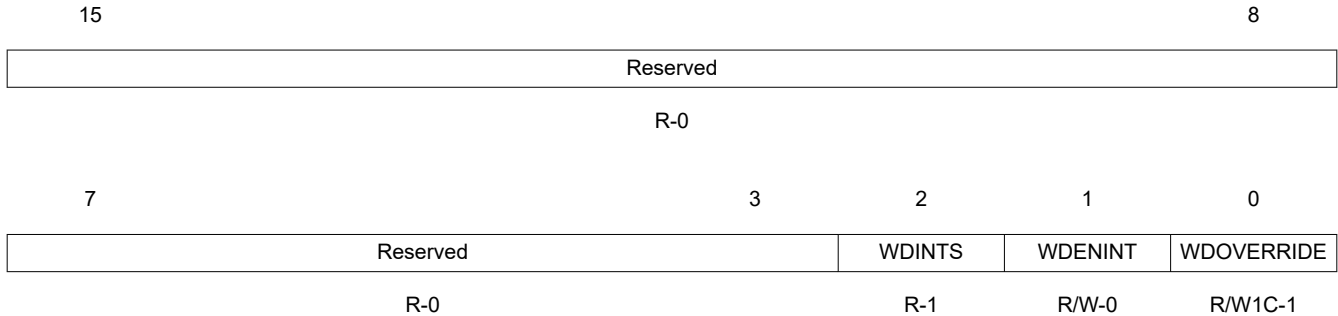 15 8
Reserved
R-0
7 3 2 1 0
Reserved WDINTS WDENINT WDOVERRIDE
R-0 R-1 R/W-0 R/W1C-1